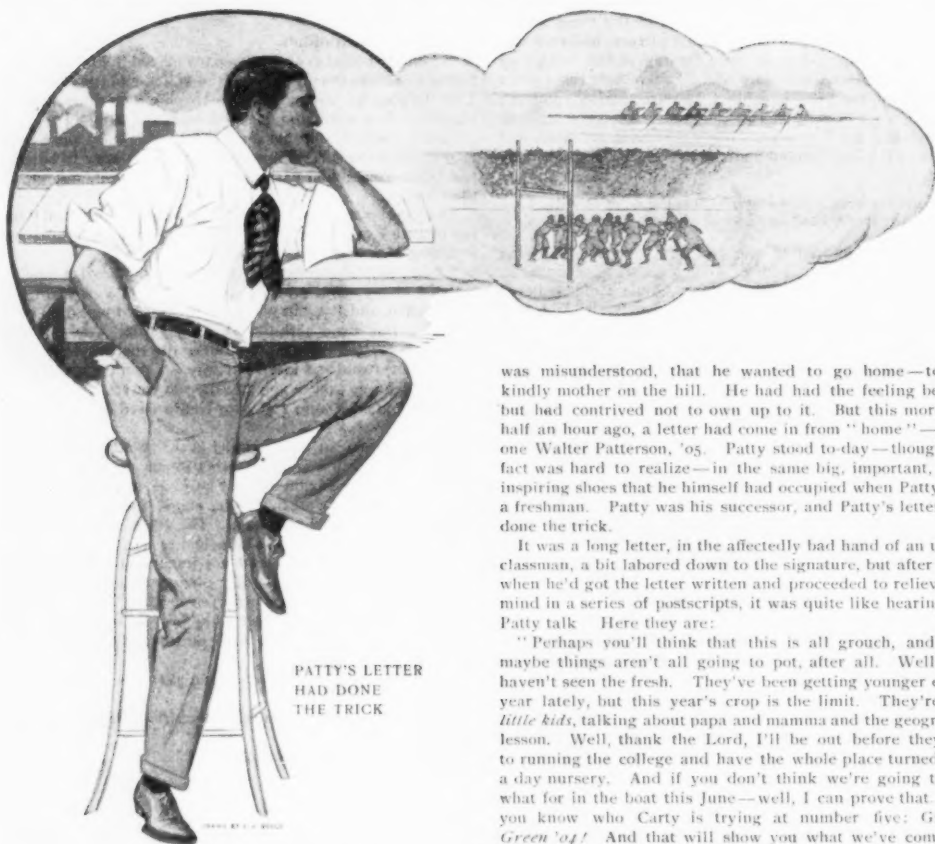 PATTY'S LETTER
HAD DONE
THE TRICK
was misunderstood, that he wanted to go home—to
kindly mother on the hill. He had had the feeling be
but had contrived not to own up to it. But this mor
half an hour ago, a letter had come in from "home"—
one Walter Patterson, '05. Patty stood to-day—thoug
fact was hard to realize—in the same big, important,
inspiring shoes that he himself had occupied when Patty
a freshman. Patty was his successor, and Patty's letter
done the trick.
It was a long letter, in the affectedly bad hand of an u
classman, a bit labored down to the signature, but after
when he'd got the letter written and proceeded to reliev
mind in a series of postscripts, it was quite like hearin
Patty talk Here they are:
"Perhaps you'll think that this is all grouch, and
maybe things aren't all going to pot, after all. Well
haven't seen the fresh. They've been getting younger e
year lately, but this year's crop is the limit. They're
little kids, talking about papa and mamma and the geogr
lesson. Well, thank the Lord, I'll be out before they
to running the college and have the whole place turned
a day nursery. And if you don't think we're going t
what for in the boat this June—well, I can prove that.
you know who Carty is trying at number five: G
Green '04! And that will show you what we've com